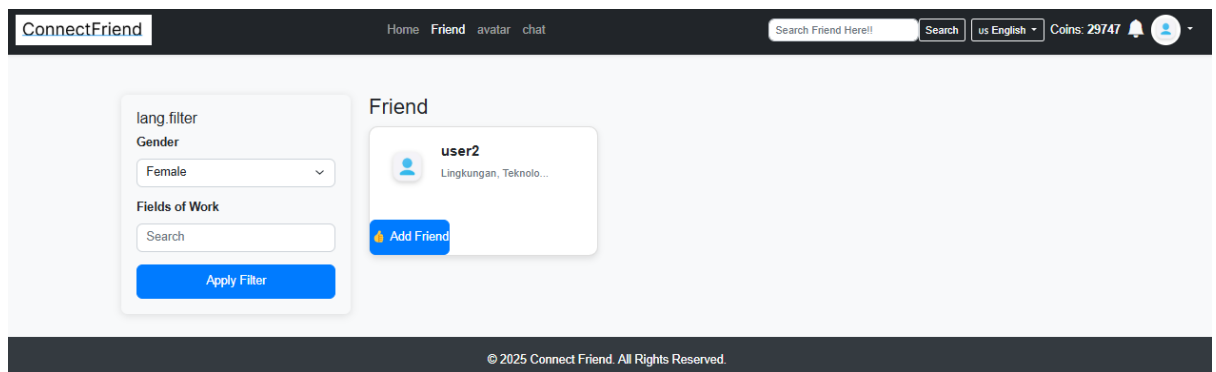 ConnectFriend
Home Friend avatar chat
Search Friend Here!! Search us English Coins: 29747
lang.filter
Gender
Female
Fields of Work
Search
Apply Filter
Friend
user2
Lingkungan, Teknolo...
Add Friend
© 2025 Connect Friend. All Rights Reserved.